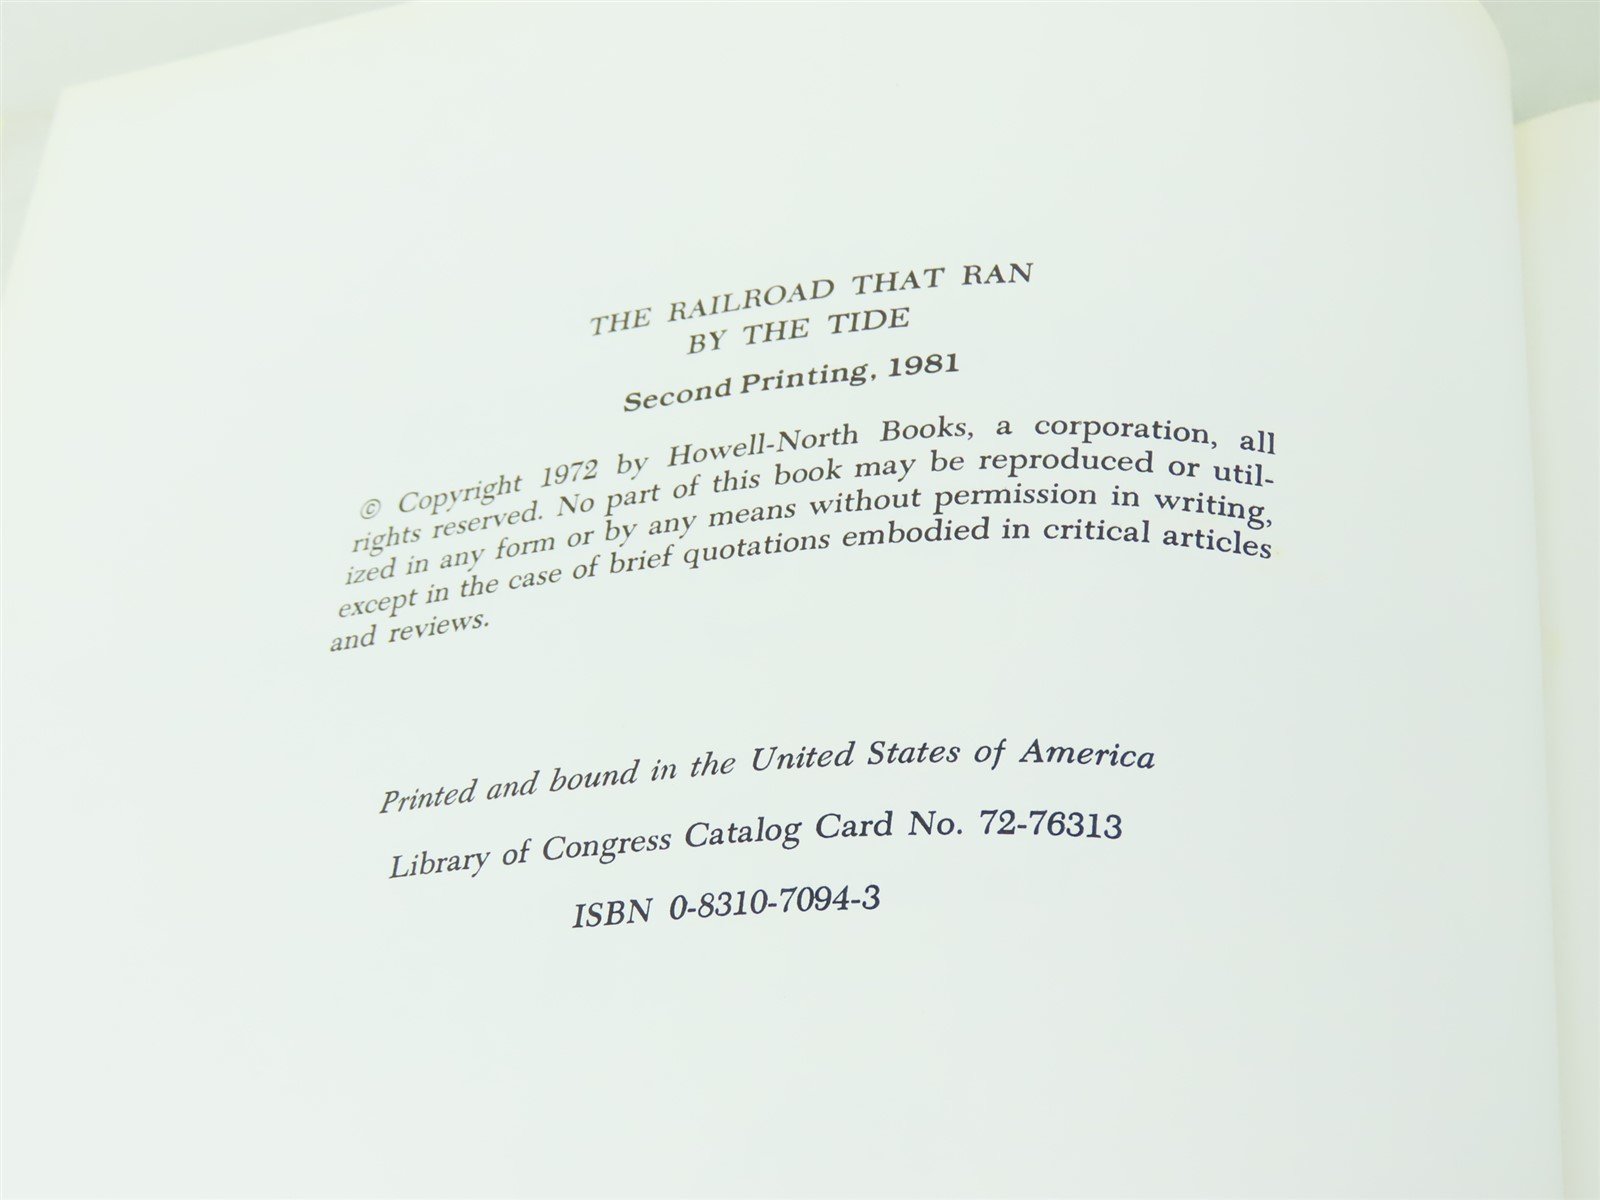 THE RAILROAD THAT RAN
BY THE TIDE
Second Printing, 1981
© Copyright 1972 by Howell-North Books, a corporation, all
rights reserved. No part of this book may be reproduced or util-
ized in any form or by any means without permission in writing,
except in the case of brief quotations embodied in critical articles
and reviews.
Printed and bound in the United States of America
Library of Congress Catalog Card No. 72-76313
ISBN 0-8310-7094-3